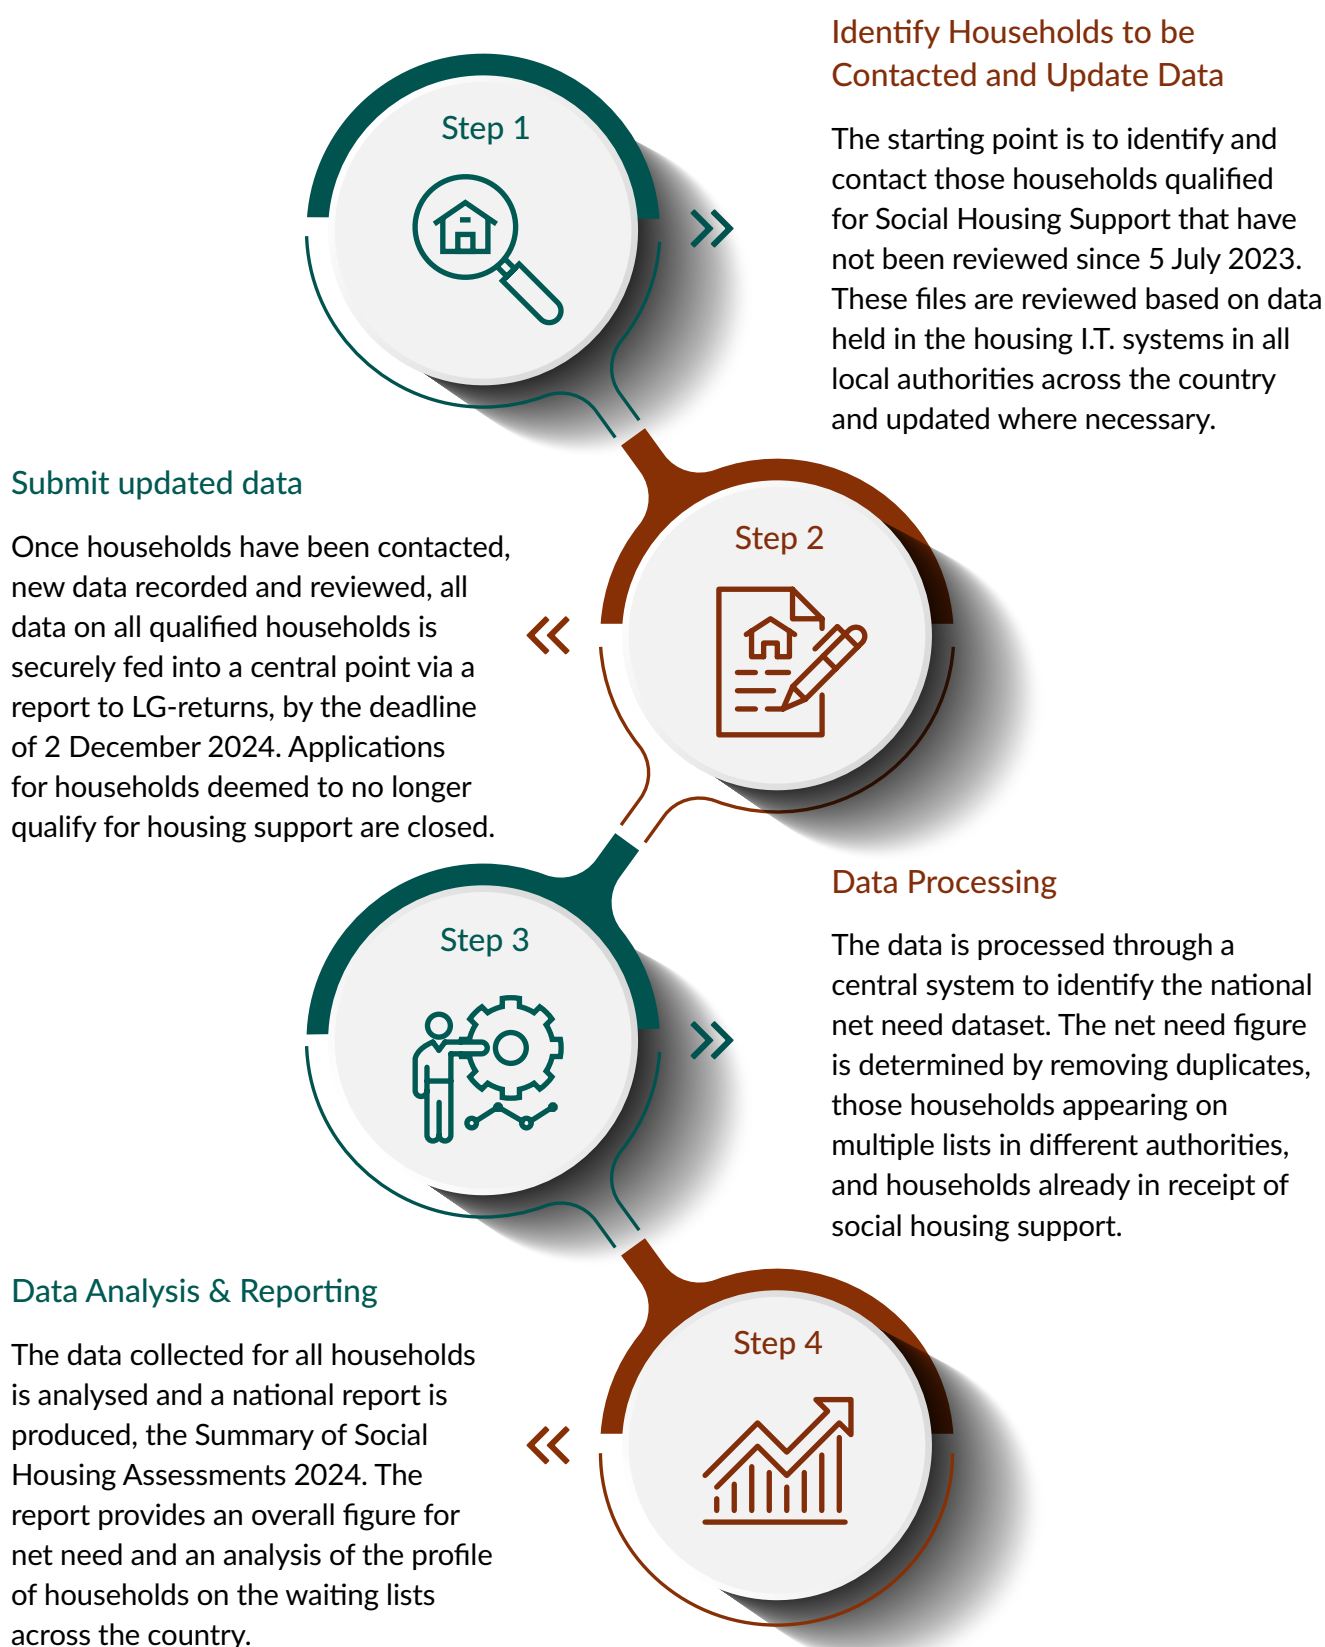 Step 1
Identify Households to be
Contacted and Update Data
The starting point is to identify and
contact those households qualified
for Social Housing Support that have
not been reviewed since 5 July 2023.
These files are reviewed based on data
held in the housing I.T. systems in all
local authorities across the country
and updated where necessary.
Step 2
Submit updated data
Once households have been contacted,
new data recorded and reviewed, all
data on all qualified households is
securely fed into a central point via a
report to LG-returns, by the deadline
of 2 December 2024. Applications
for households deemed to no longer
qualify for housing support are closed.
Step 3
Data Processing
The data is processed through a
central system to identify the national
net need dataset. The net need figure
is determined by removing duplicates,
those households appearing on
multiple lists in different authorities,
and households already in receipt of
social housing support.
Step 4
Data Analysis & Reporting
The data collected for all households
is analysed and a national report is
produced, the Summary of Social
Housing Assessments 2024. The
report provides an overall figure for
net need and an analysis of the profile
of households on the waiting lists
across the country.